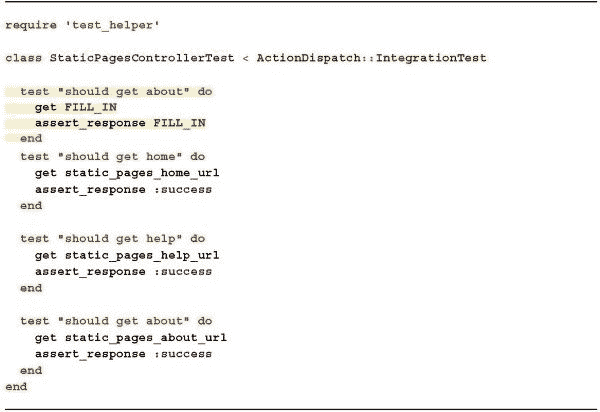 require 'test_helper'
class StaticPagesControllerTest < ActionDispatch::IntegrationTest
test "should get about" do
get FILL_IN
assert_response FILL_IN
end
test "should get home" do
get static_pages_home_url
assert_response :success
end
test "should get help" do
get static_pages_help_url
assert_response :success
end
test "should get about" do
get static_pages_about_url
assert_response :success
end
end